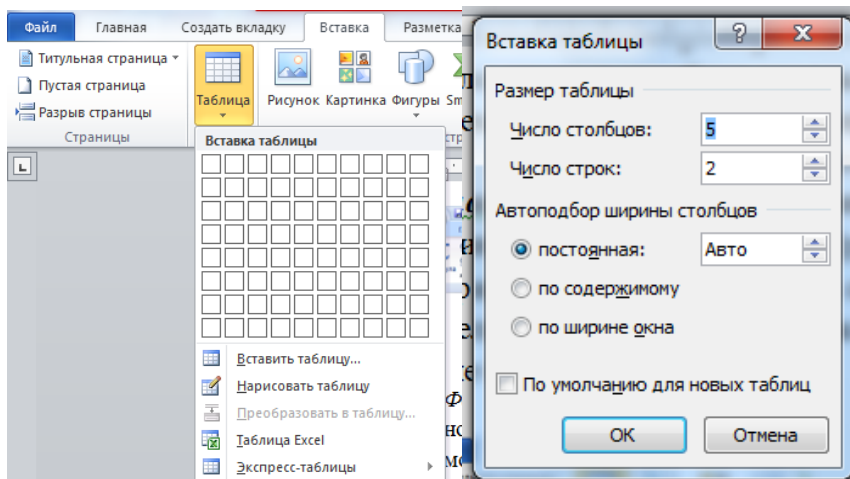 Файл Главная Создать вкладку Вставка Разметка
Титульная страница
Пустая страница
Разрыв страницы
Страницы
Таблица Рисунок Картинка Фигуры Sm
Вставка таблицы
Вставить таблицу...
Нарисовать таблицу
Преобразовать в таблицу...
Таблица Excel
Экспресс-таблицы
Вставка таблицы
Размер таблицы
Число столбцов: 5
Число строк: 2
Автоподбор ширины столбцов
постоянная: Авто
по содержимому
по ширине окна
По умолчанию для новых таблиц
ОК Отмена